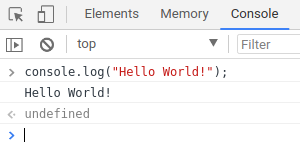 Elements Memory Console
top Filter
console.log("Hello World!");
Hello World!
undefined